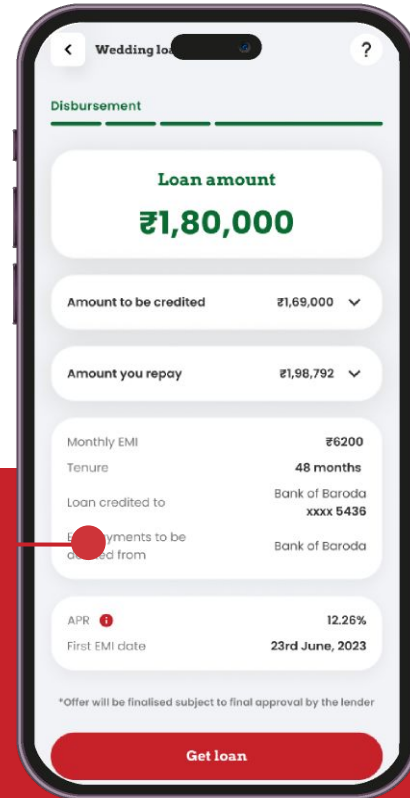 Wedding
?
Disbursement
Loan amount
₹1,80,000
Amount to be credited ₹1,69,000
Amount you repay ₹1,98,792
Monthly EMI ₹6200
Tenure 48 months
Loan credited to Bank of Baroda
xxxx 5436
to be
from Bank of Baroda
APR i 12.26%
First EMI date 23rd June, 2023
*Offer will be finalised subject to final approval by the lender
Get loan